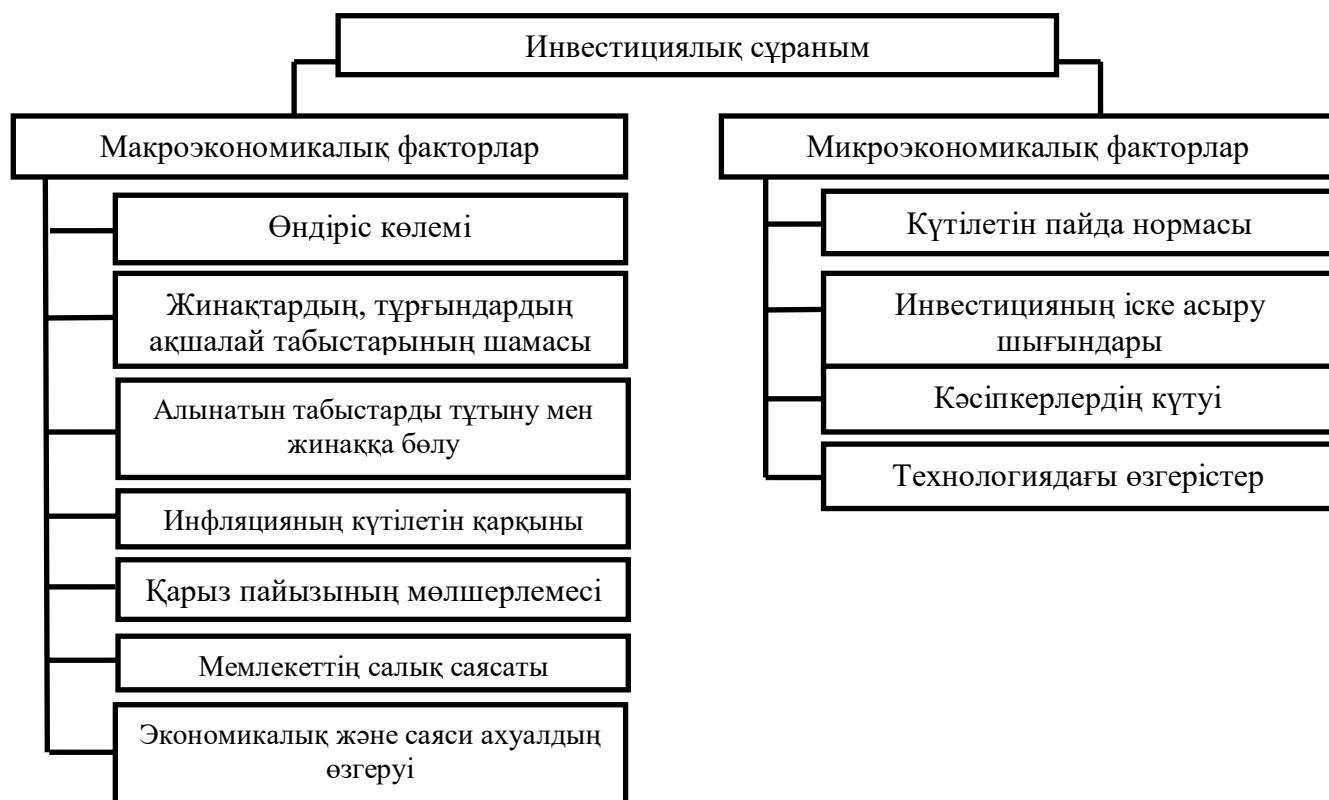 Инвестициялық сұраным
Макроэкономикалық факторлар
Өндіріс көлемі
Жинақтардың, тұрғындардың
ақшалай табыстарының шамасы
Алынатын табыстарды тұтыну мен
жинаққа бөлу
Инфляцияның күтілетін қарқыны
Қарыз пайызының мөлшерлемесі
Мемлекеттің салық саясаты
Экономикалық және саяси ахуалдың
өзгеруі
Микроэкономикалық факторлар
Күтілетін пайда нормасы
Инвестицияның іске асыру
шығындары
Кәсіпкерлердің күтуі
Технологиядағы өзгерістер